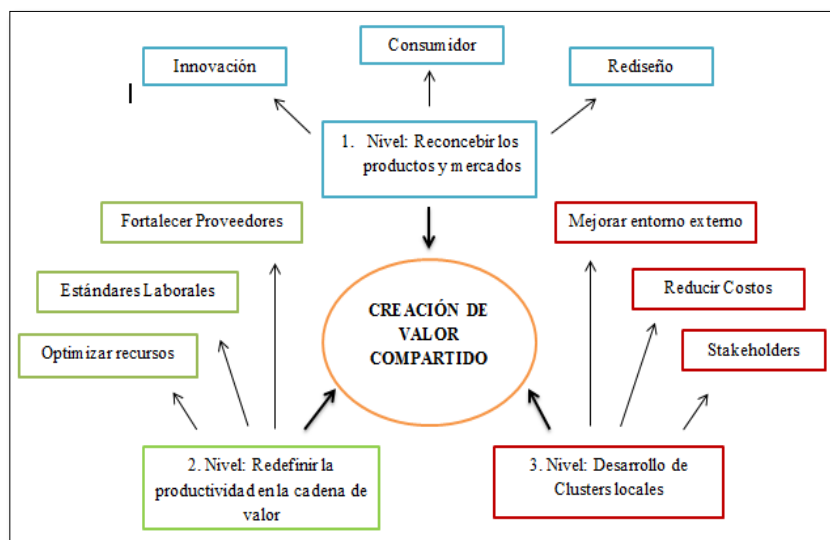 Consumidor
Innovación
Rediseño
1. Nivel: Reconcebir los
productos y mercados
Fortalecer Proveedores
Mejorar entorno externo
Estándares Laborales
Reducir Costos
CREACIÓN DE
VALOR
COMPARTIDO
Optimizar recursos
Stakeholders
2. Nivel: Redefinir la
productividad en la cadena de
valor
3. Nivel: Desarrollo de
Clusters locales